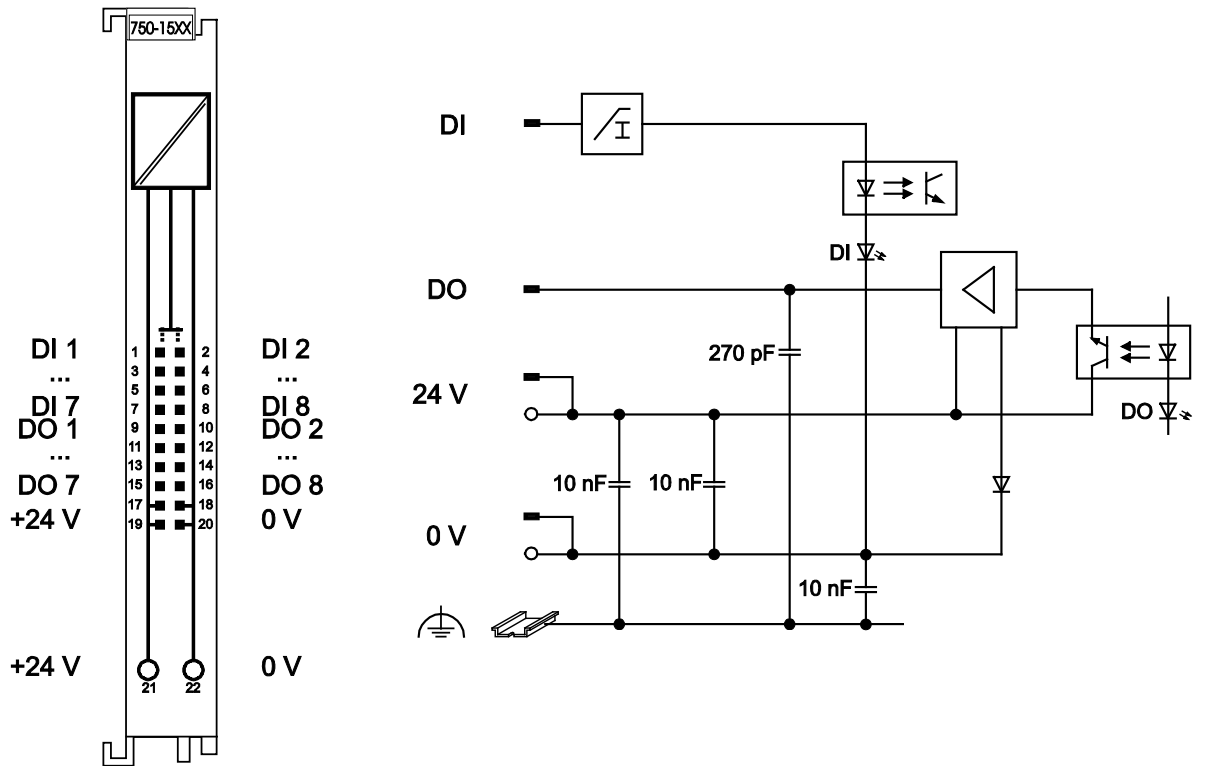 750-15XX
DI 1
1
2
DI 2
...
3
4
...
5
6
DI 7
7
8
DI 8
DO 1
9
10
DO 2
11
12
...
13
14
...
DO 7
15
16
DO 8
17
18
+24 V
19
20
0 V
+24 V
21
22
0 V
DI
I
DI
DO
270 pF
24 V
DO
10 nF
10 nF
0 V
10 nF